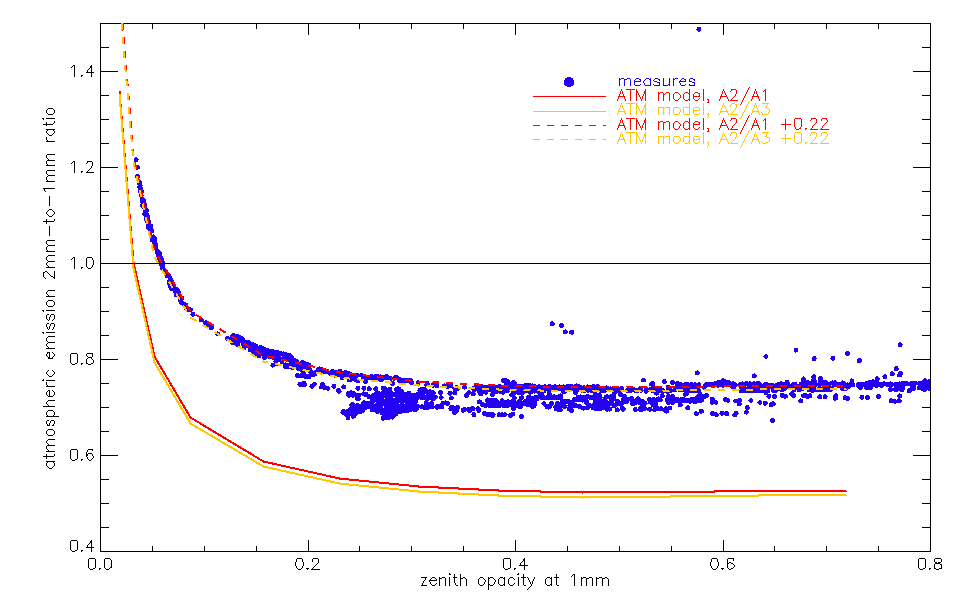 1.4
1.2
1.0
0.8
0.6
0.4
0.0
0.2
0.4
0.6
0.8
zenith opacity at 1mm
atmospheric emission 2mm-to-1mm ratio
measures
ATM model, A2/A1
ATM model, A2/A3
ATM model, A2/A1 +0.22
ATM model, A2/A3 +0.22